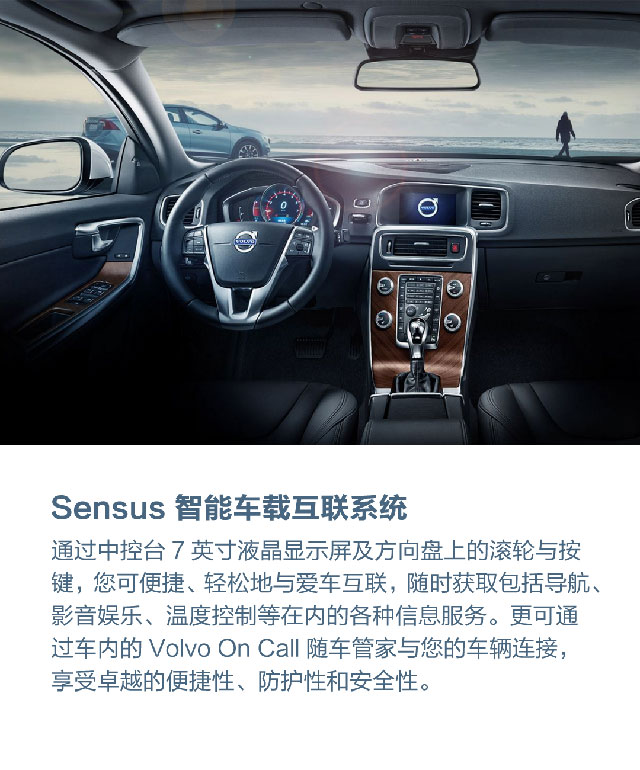 VOLVO
Sensus 智能车载互联系统
通过中控台 7 英寸液晶显示屏及方向盘上的滚轮与按
键，您可便捷、轻松地与爱车互联，随时获取包括导航、
影音娱乐、温度控制等在内的各种信息服务。更可通
过车内的 Volvo On Call 随车管家与您的车辆连接，
享受卓越的便捷性、防护性和安全性。